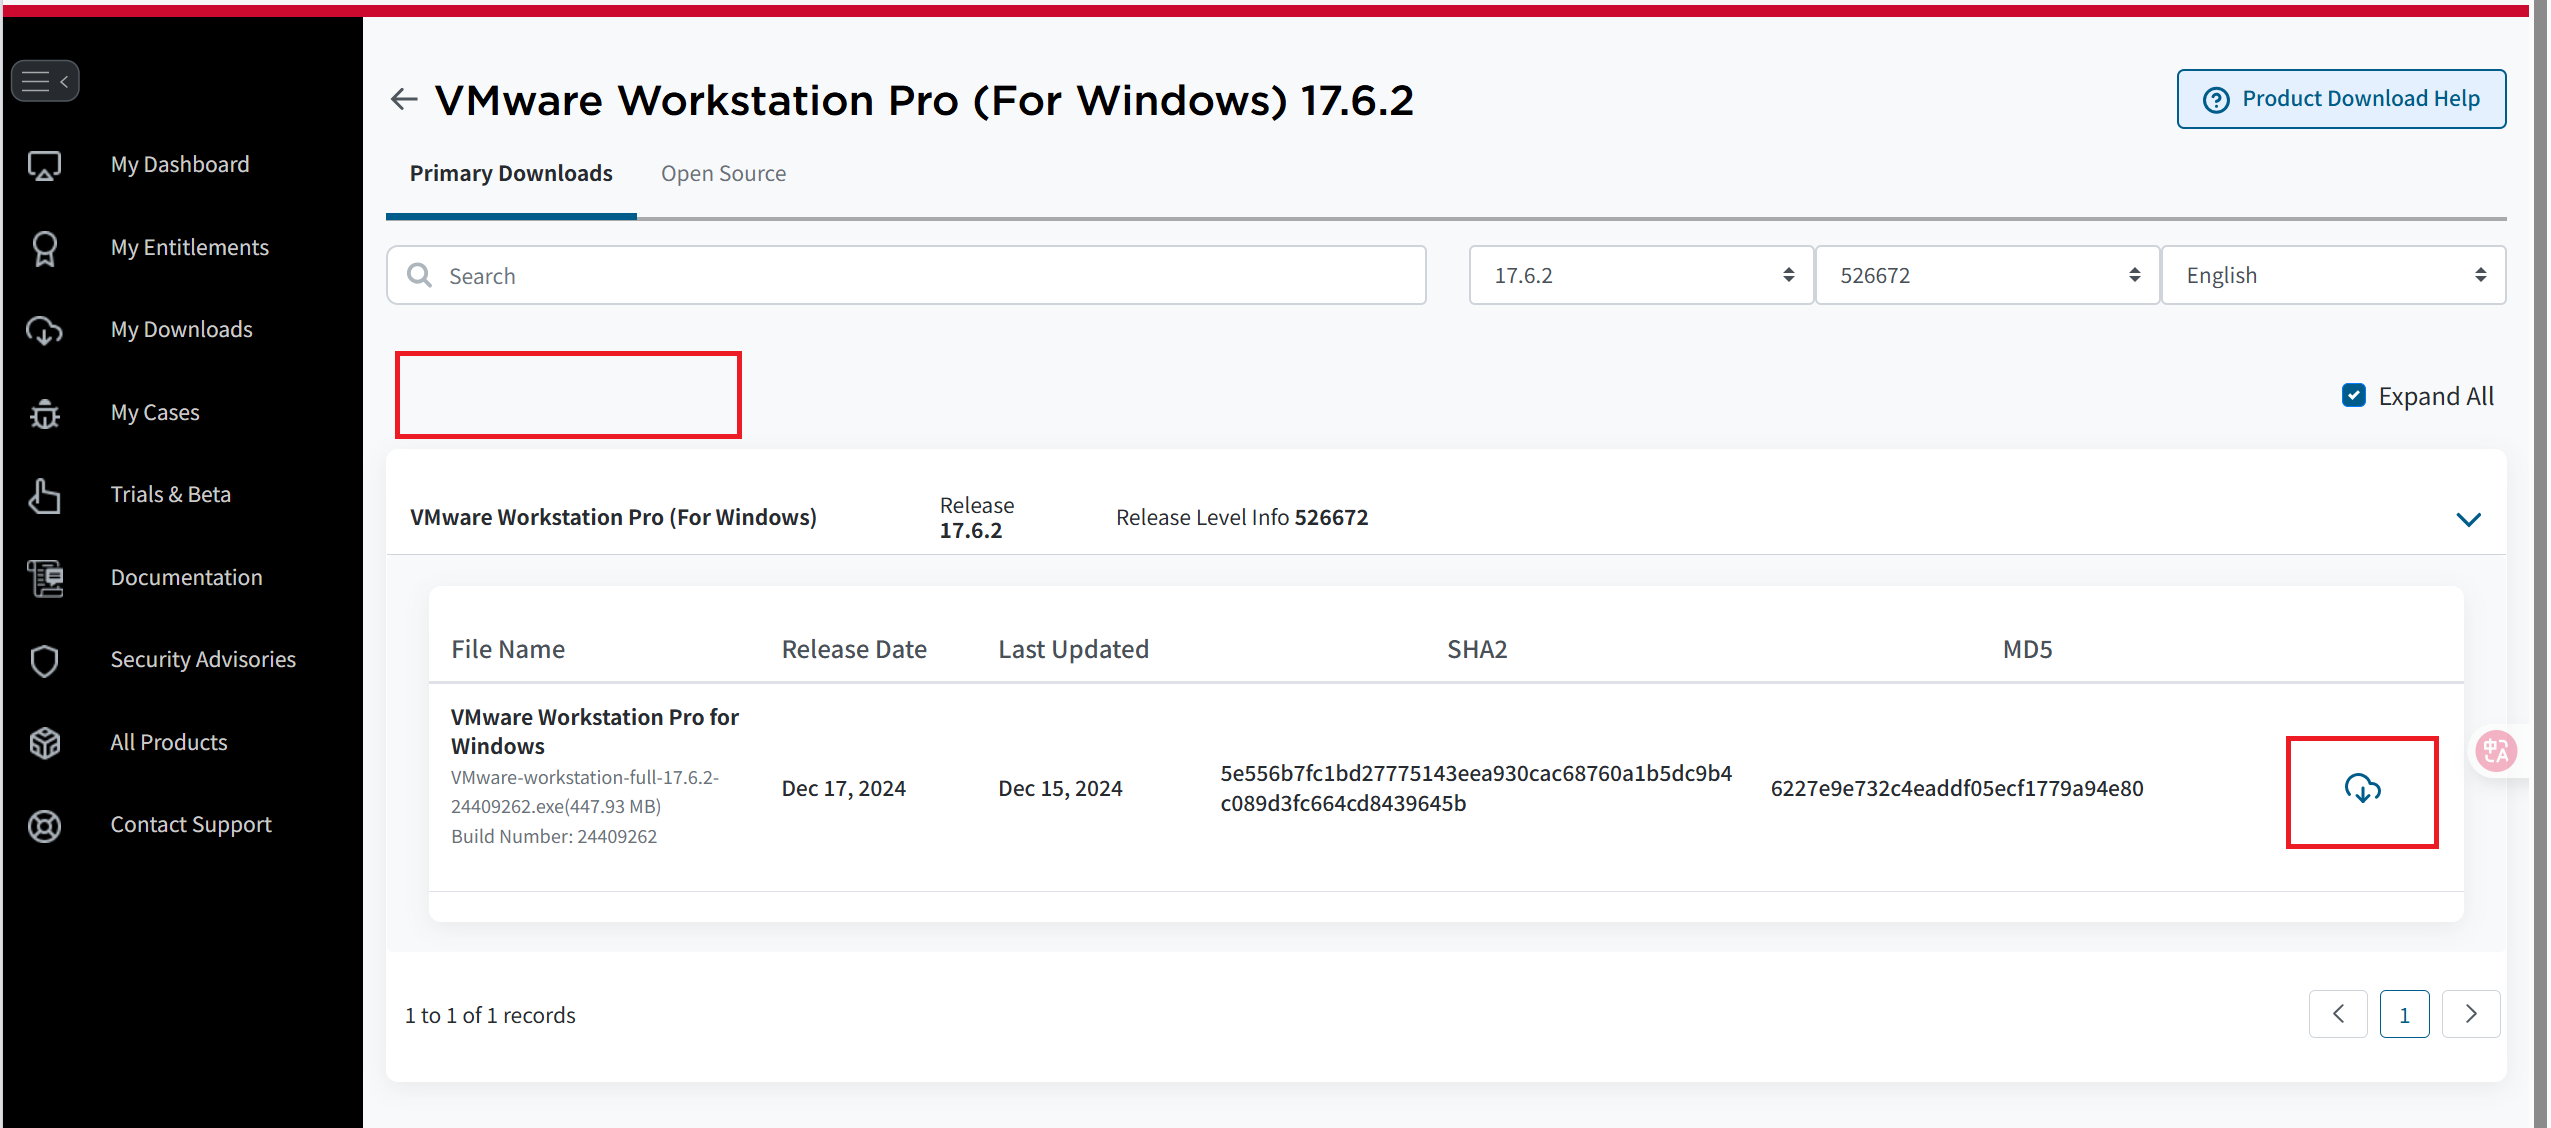 VMware Workstation Pro (For Windows) 17.6.2
Product Download Help
My Dashboard
My Entitlements
My Downloads
My Cases
Trials & Beta
Documentation
Security Advisories
All Products
Contact Support
Primary Downloads
Open Source
Search
17.6.2
526672
English
Expand All
VMware Workstation Pro (For Windows)
Release
17.6.2
Release Level Info 526672
File Name
Release Date
Last Updated
SHA2
MD5
VMware Workstation Pro for
Windows
VMware-workstation-full-17.6.2-
24409262.exe(447.93 MB)
Build Number: 24409262
Dec 17, 2024
Dec 15, 2024
5e556b7fc1bd27775143eea930cac68760a1b5dc9b4
c089d3fc664cd8439645b
6227e9e732c4eaddf05ecf1779a94e80
中A
1 to 1 of 1 records
1